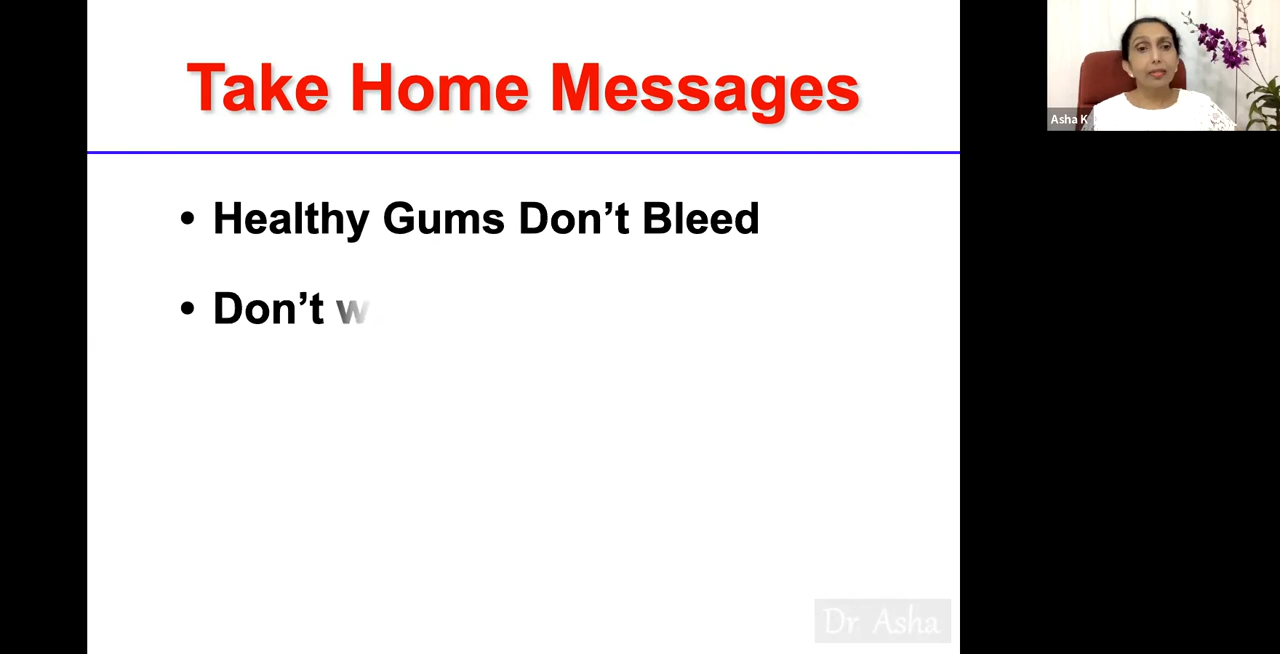 Take Home Messages
Asha K
• Healthy Gums Don’t Bleed
• Don’t w
Dr Asha